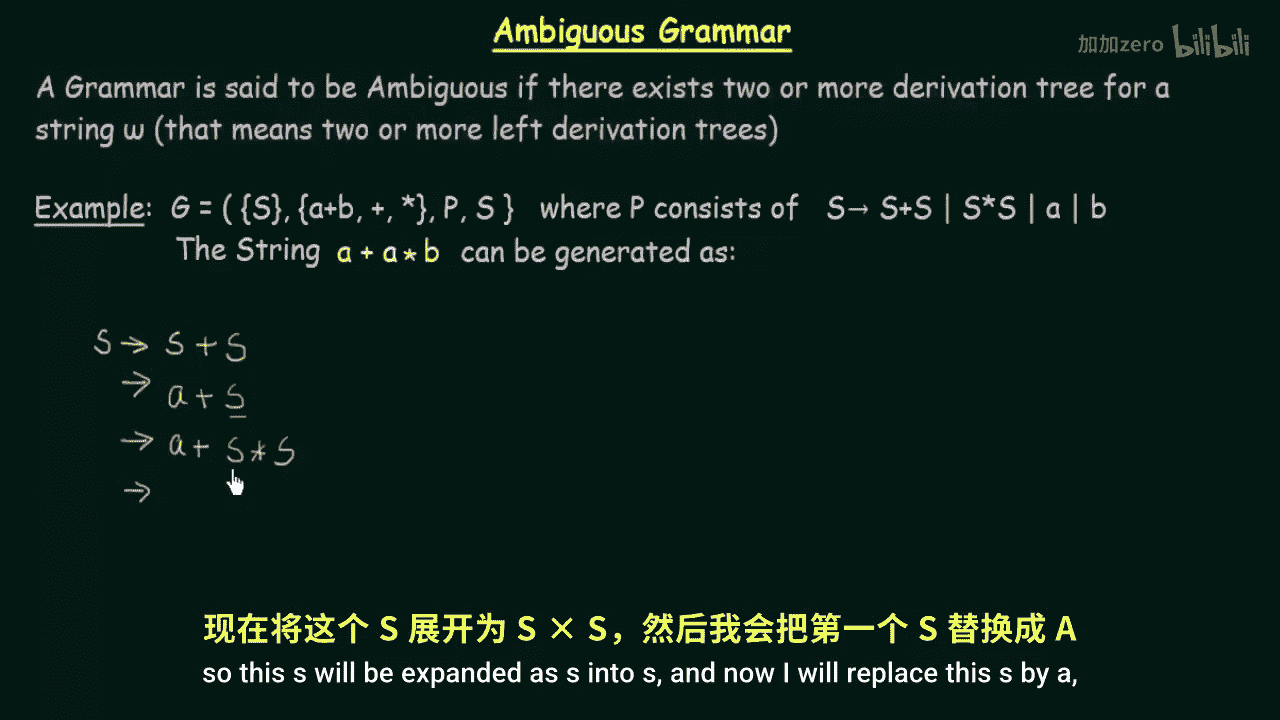 Ambiguous Grammar
加加zero bilibili
A Grammar is said to be Ambiguous if there exists two or more derivation tree for a
string w (that means two or more left derivation trees)
Example: G = ( {S}, {a+b, +, *}, P, S } where P consists of S→ S+S | S*S | a | b
The String a + a * b can be generated as:
S → S + S
→ a + S
→ a + S * S
→
现在将这个 S 展开为 S × S，然后我会把第一个 S 替换成 A
so this s will be expanded as s into s, and now I will replace this s by a,